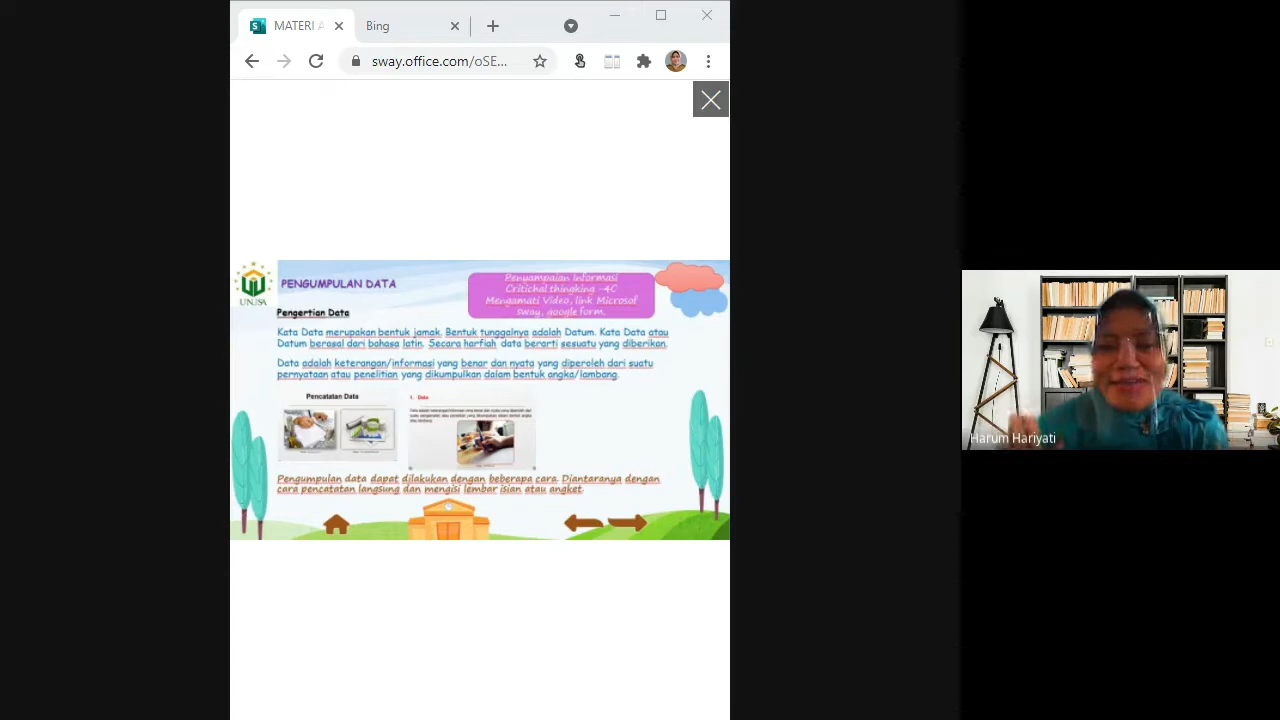 MATERI A
Bing
sway.office.com/oSE...
UNUSA
PENGUMPULAN DATA
Penyampaian Informasi
Critichal thingking -4C
Mengamati Video, link Microsof
sway, google form.
Pengertian Data
Kata Data merupakan bentuk jamak. Bentuk tunggalnya adalah Datum. Kata Data atau
Datum berasal dari bahasa latin. Secara harfiah data berarti sesuatu yang diberikan.
Data adalah keterangan/informasi yang benar dan nyata yang diperoleh dari suatu
pernyataan atau penelitian yang dikumpulkan dalam bentuk angka/lambang.
Pencatatan Data
1. Data
Pengumpulan data dapat dilakukan dengan beberapa cara. Diantaranya dengan
cara pencatatan langsung dan mengisi lembar isian atau angket.
Harum Hariyati